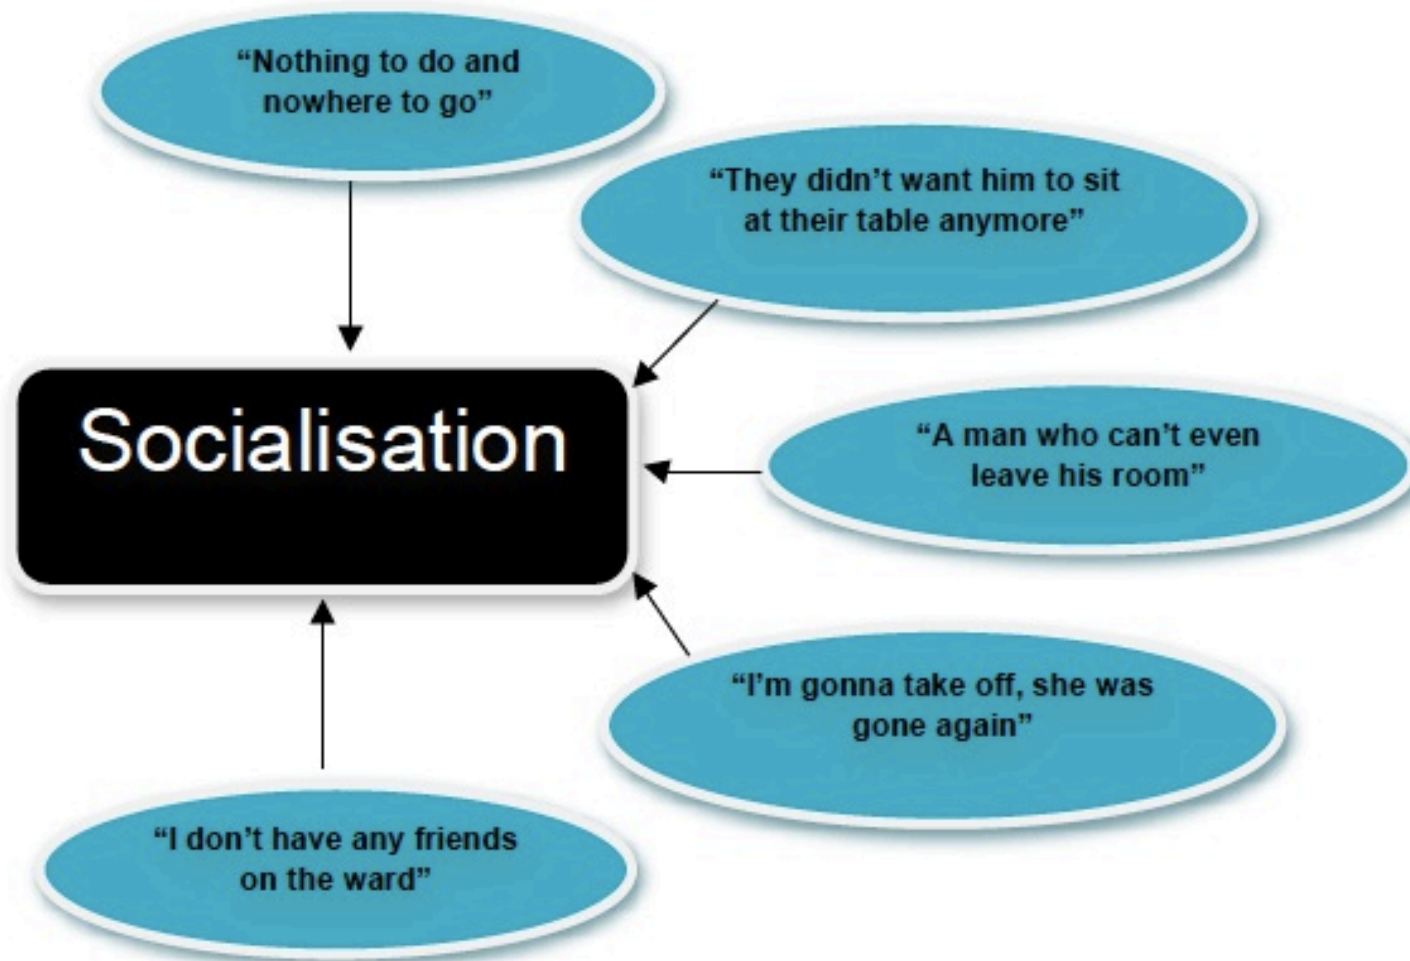 “Nothing to do and
nowhere to go”
“They didn’t want him to sit
at their table anymore”
Socialisation
“A man who can’t even
leave his room”
“I’m gonna take off, she was
gone again”
“I don’t have any friends
on the ward”